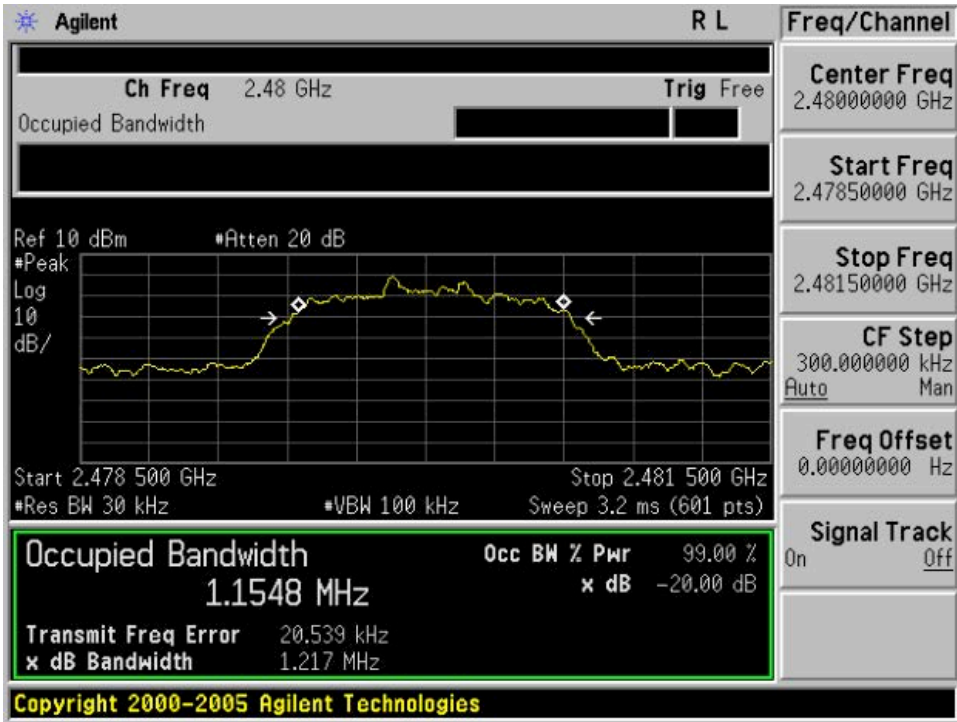 Agilent R L Freq/Channel
Ch Freq 2.48 GHz Trig Free
Occupied Bandwidth
Center Freq
2.48000000 GHz
Start Freq
2.47850000 GHz
Stop Freq
2.48150000 GHz
CF Step
300.000000 kHz
Auto Man
Freq Offset
0.00000000 Hz
Signal Track
On Off
Ref 10 dBm #Atten 20 dB
#Peak
Log
10
dB/
Start 2.478 500 GHz Stop 2.481 500 GHz
#Res BW 30 kHz #VBW 100 kHz Sweep 3.2 ms (601 pts)
Occupied Bandwidth Occ BW % Pwr 99.00 %
1.1548 MHz x dB -20.00 dB
Transmit Freq Error 20.539 kHz
x dB Bandwidth 1.217 MHz
Copyright 2000-2005 Agilent Technologies